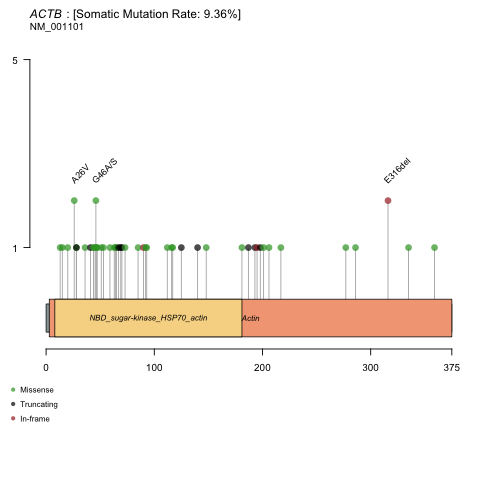 ACTB : [Somatic Mutation Rate: 9.36%]
NM_001101
5
A26V
G46A/S
E316del
1
NBD_sugar-kinase_HSP70_actin
Actin
0 100 200 300 375
Missense
Truncating
In-frame